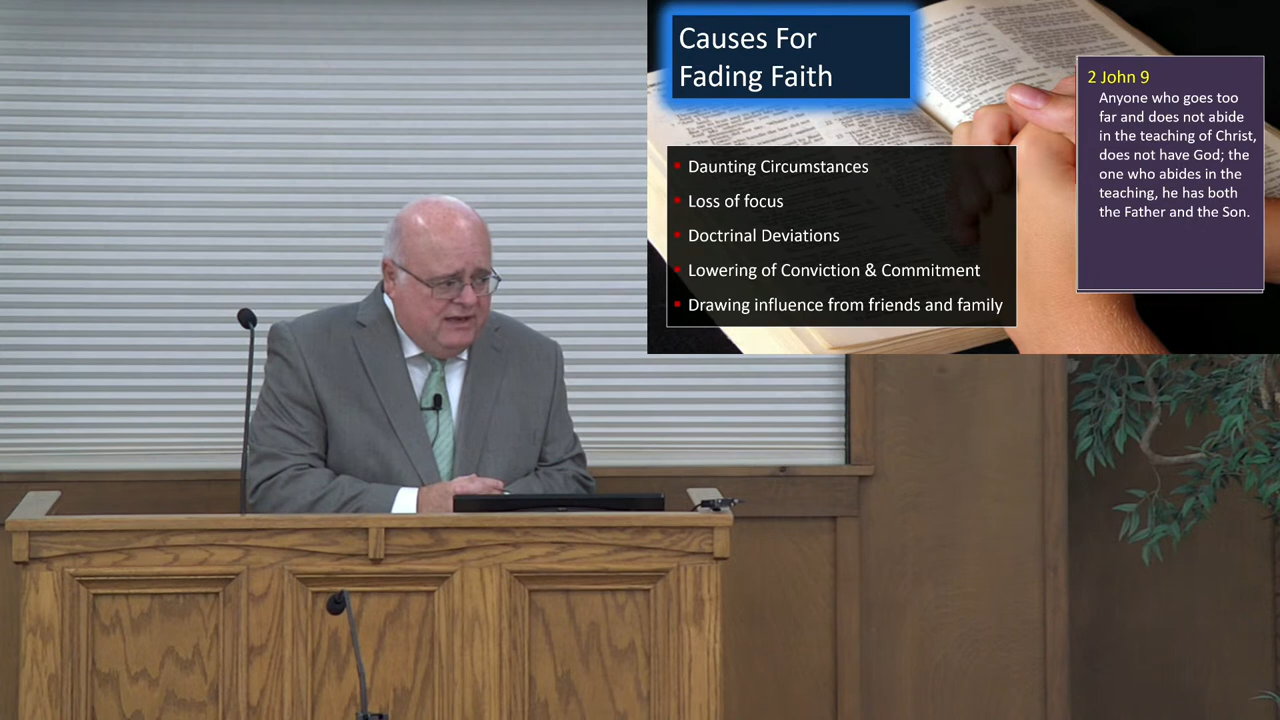 Causes For
Fading Faith
Daunting Circumstances
Loss of focus
Doctrinal Deviations
Lowering of Conviction & Commitment
Drawing influence from friends and family
2 John 9
Anyone who goes too
far and does not abide
in the teaching of Christ,
does not have God; the
one who abides in the
teaching, he has both
the Father and the Son.